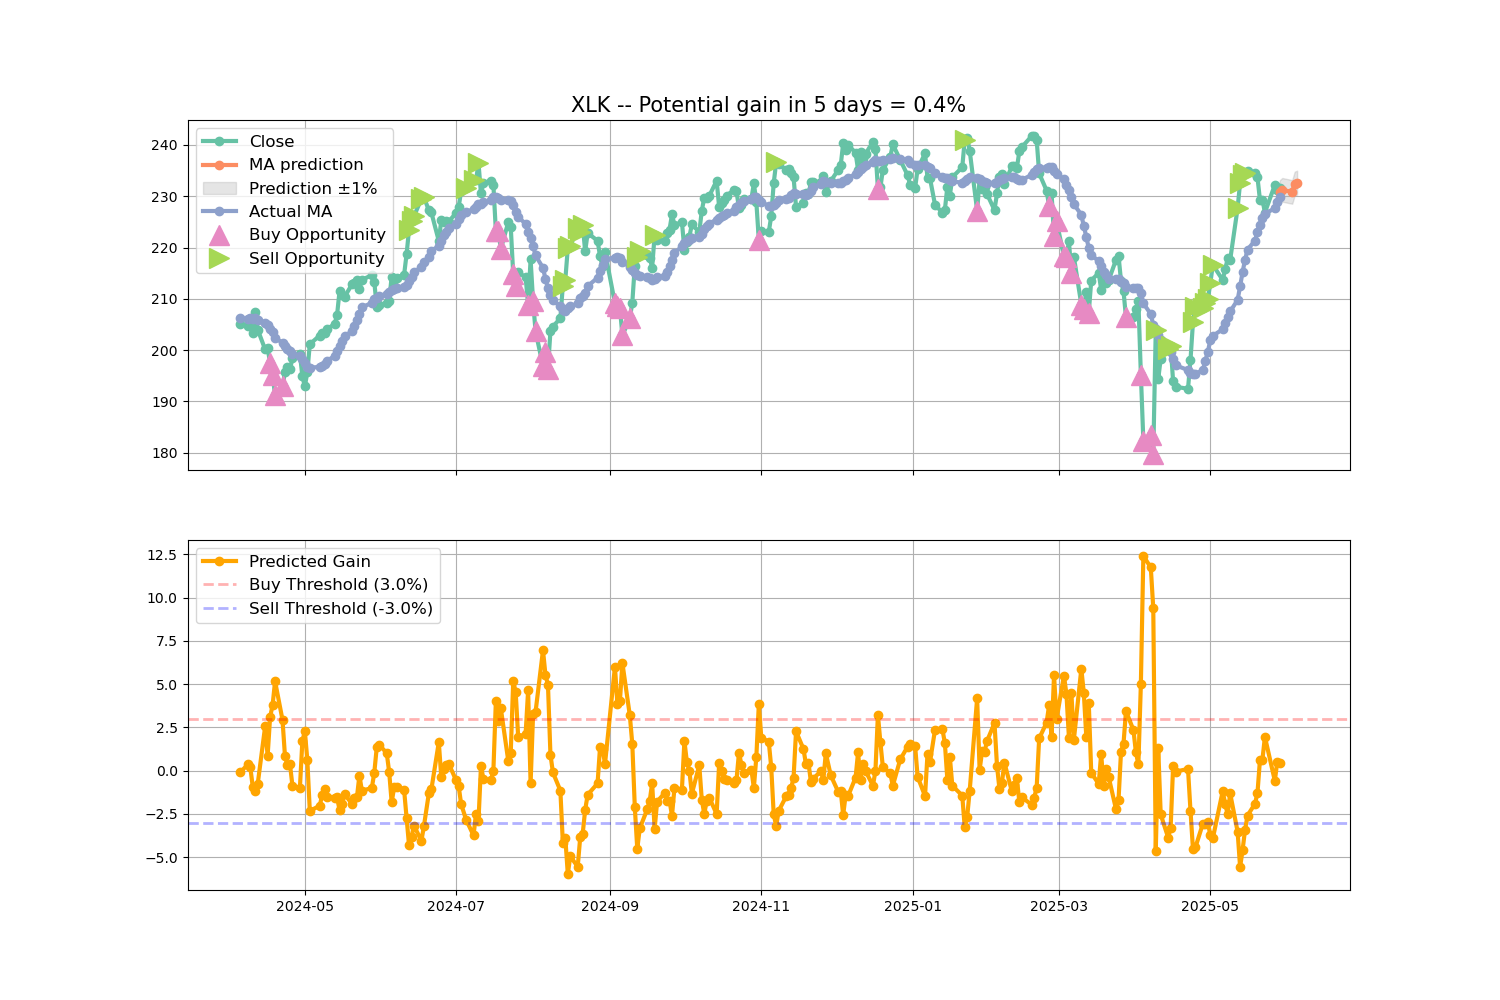 XLK -- Potential gain in 5 days = 0.4%
240
230
220
210
200
190
180
Close
MA prediction
Prediction ±1%
Actual MA
Buy Opportunity
Sell Opportunity
12.5
10.0
7.5
5.0
2.5
0.0
−2.5
−5.0
Predicted Gain
Buy Threshold (3.0%)
Sell Threshold (-3.0%)
2024-05 2024-07 2024-09 2024-11 2025-01 2025-03 2025-05